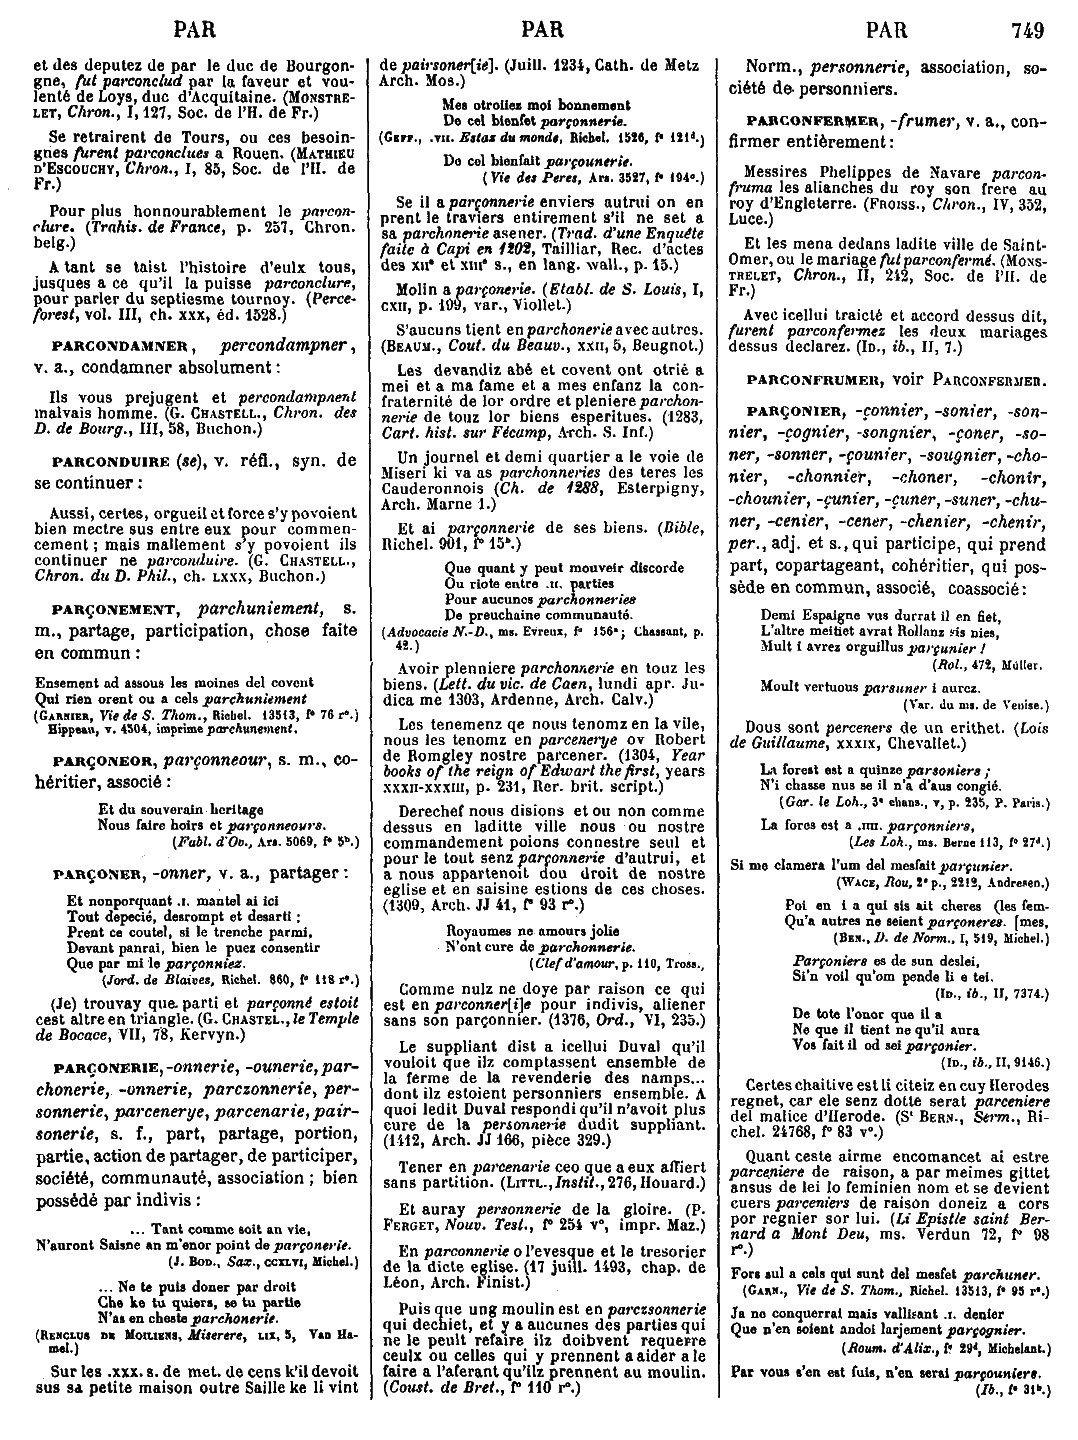 PAR
PAR
PAR
749
et des deputez de par le duc de Bourgon-
gne, fut parconclud par la faveur et vou-
lenté de Loys, duc d'Acquitaine. (MONSTRE-
LET, Chron., I, 127, Soc. de l'H. de Fr.)
Se retrairent de Tours, ou ces besoin-
gnes furent parconclues a Rouen. (MATHIEU
D'ESCOUCHY, Chron., I, 85, Soc. de l'H. de
Fr.)
Pour plus honnourablement le parcon-
clure. (Trahis. de France, p. 257, Chron.
belg.)
A tant se taist l'histoire d'eulx tous,
jusques a ce qu'il la puisse parconclure,
pour parler du septiesme tournoy. (Perce-
forest, vol. III, ch. xxx, éd. 1528.)
PARCONDAMNER, percondampner,
v. a., condamner absolument :
Ils vous prejugent et percondampnent
malvais homme. (G. CHASTELL., Chron. des
D. de Bourg., III, 58, Buchon.)
PARCONDUIRE (se), v. réfl., syn. de
se continuer :
Aussi, certes, orgueil et force s'y povoient
bien mectre sus entre eux pour commen-
cement ; mais mallement s'y povoient ils
continuer ne parconduire. (G. CHASTELL.,
Chron. du D. Phil., ch. LXXX, Buchon.)
PARÇONEMENT, parchuniement, s.
m., partage, participation, chose faite
en commun :
Ensement ad assous les moines del covent
Qui rien orent ou a cels parchuniement
(GARNIER, Vie de S. Thom., Richel. 13513, f° 76 r°.)
Hippeau, v. 4504, imprime parchunement.
PARÇONEOR, parçonneour, s. m., co-
héritier, associé :
Et du souverain heritage
Nous faire hoirs et parçonneours.
(Fabl. d'Ov., Ars. 5069, f° 5ᵇ.)
PARÇONER, -onner, v. a., partager :
Et nonporquant .I. mantel ai ici
Tout depecié, desrompt et desarti ;
Prent ce coutel, si le trenche parmi,
Devant panrai, bien le puez consentir
Que par mi le parçonniez.
(Jord. de Blaives, Richel. 860, f° 118 r°.)
(Je) trouvay que parti et parçonné estoit
cest altre en triangle. (G. CHASTEL., le Temple
de Bocace, VII, 78, Kervyn.)
PARÇONERIE, -onnerie, -ounerie, par-
chonerie, -onnerie, parczonnerie, per-
sonnerie, parcenerye, parcenarie, pair-
sonerie, s. f., part, partage, portion,
partie, action de partager, de participer,
société, communauté, association ; bien
possédé par indivis :
... Tant comme soit an vie,
N'auront Saisne an m'enor point de parçonerie.
(J. BOD., Sax., CCXLVI, Michel.)
... Ne te puis doner par droit
Che ke tu quiers, se tu partie
N'as en cheste parchonerie.
(RENCLUS DE MOILIENS, Miserere, LIX, 5, Van Ha-
mel.)
Sur les .xxx. s. de met. de cens k'il devoit
sus sa petite maison outre Saille ke li vint
de pairsoner[ie]. (Juill. 1234, Cath. de Metz
Arch. Mos.)
Mes otroiiez moi bonnement
De cel bienfet parçonnerie.
(GEFF., .VII. Estaz du monde, Richel. 1526, f° 121ᵈ.)
De cel bienfait parçounerie.
(Vie des Peres, Ars. 3527, f° 194ᶜ.)
Se il a parçonnerie enviers autrui on en
prent le traviers entirement s'il ne set a
sa parchonerie asener. (Trad. d'une Enquête
faite à Capi en 1202, Tailliar, Rec. d'actes
des XIIᵉ et XIIIᵉ s., en lang. wall., p. 15.)
Molin a parçonerie. (Etabl. de S. Louis, I,
CXII, p. 199, var., Viollet.)
S'aucuns tient en parchonerie avec autres.
(BEAUM., Cout. du Beauv., XXII, 5, Beugnot.)
Les devandiz abé et covent ont otrié a
mei et a ma fame et a mes enfanz la con-
fraternité de lor ordre et pleniere parchon-
nerie de touz lor biens esperitues. (1283,
Cart. hist. sur Fécamp, Arch. S. Inf.)
Un journel et demi quartier a le voie de
Miseri ki va as parchonneries des teres les
Cauderonnois (Ch. de 1288, Esterpigny,
Arch. Marne 1.)
Et ai parçonnerie de ses biens. (Bible,
Richel. 901, f° 15ᵇ.)
Que quant y peut mouveir discorde
Ou riote entre .II. parties
Pour aucunes parchonneries
De preuchaine communauté.
(Advocacie N.-D., ms. Evreux, f° 156ᵃ ; Chassant, p.
42.)
Avoir plenniere parchonnerie en touz les
biens. (Lett. du vic. de Caen, lundi apr. Ju-
dica me 1303, Ardenne, Arch. Calv.)
Les tenemenz qe nous tenomz en la vile,
nous les tenomz en parcenerye ov Robert
de Romgley nostre parcener. (1304, Year
books of the reign of Edwart the first, years
XXXII-XXXIII, p. 231, Rer. brit. script.)
Derechef nous disions et ou non comme
dessus en laditte ville nous ou nostre
commandement poions connestre seul et
pour le tout senz parçonnerie d'autrui, et
a nous appartenoit dou droit de nostre
eglise et en saisine estions de ces choses.
(1309, Arch. JJ 41, f° 93 r°.)
Royaumes ne amours jolie
N'ont cure de parchonnerie.
(Clef d'amour, p. 110, Tross.,
Comme nulz ne doye par raison ce qui
est en parconner[i]e pour indivis, aliener
sans son parçonnier. (1376, Ord., VI, 235.)
Le suppliant dist a icellui Duval qu'il
vouloit que ilz comptassent ensemble de
la ferme de la revenderie des namps...
dont ilz estoient personniers ensemble. A
quoi ledit Duval respondi qu'il n'avoit plus
cure de la personnerie dudit suppliant.
(1412, Arch. JJ 166, pièce 329.)
Tener en parcenarie ceo que a eux affiert
sans partition. (LITTL., Instit., 276, Houard.)
Et auray personnerie de la gloire. (P.
FERGET, Nouv. Test., f° 254 v°, impr. Maz.)
En parconnerie o l'evesque et le tresorier
de la dicte eglise. (17 juill. 1493, chap. de
Léon, Arch. Finist.)
Puis que ung moulin est en parczsonnerie
qui dechiet, et y a aucunes des parties qui
ne le peult refaire ilz doibvent requerre
ceulx ou celles qui y prennent a aider a le
faire a l'aferant qu'ilz prennent au moulin.
(Coust. de Bret., f° 110 r°.)
Norm., personnerie, association, so-
ciété de personniers.
PARCONFERMER, -frumer, v. a., con-
firmer entièrement :
Messires Phelippes de Navare parcon-
fruma les alianches du roy son frere au
roy d'Engleterre. (FROISS., Chron., IV, 352,
Luce.)
Et les mena dedans ladite ville de Saint-
Omer, ou le mariage fut parconfermé. (MONS-
TRELET, Chron., II, 242, Soc. de l'H. de
Fr.)
Avec icellui traicté et accord dessus dit,
furent parconfermez les deux mariages
dessus declarez. (ID., ib., II, 7.)
PARCONFRUMER, voir PARCONFERMER.
PARÇONIER, -çonnier, -sonier, -son-
nier, -çognier, -songnier, -çoner, -so-
ner, -sonner, -çounier, -sougnier, -cho-
nier, -chonnier, -choner, -chonir,
-chounier, -çunier, -çuner, -suner, -chu-
ner, -cenier, -cener, -chenier, -chenir,
per., adj. et s., qui participe, qui prend
part, copartageant, cohéritier, qui pos-
sède en commun, associé, coassocié :
Demi Espaigne vus durrat il en fiet,
L'altre meitiet avrat Rollanz sis nies,
Mult i avrez orguillus parçunier !
(Rol., 472, Müller.
Moult vertuous parsuner i aurez.
(Var. du ms. de Venise.)
Dous sont perceners de un erithet. (Lois
de Guillaume, XXXIX, Chevallet.)
La forest est a quinze parsoniers ;
N'i chasse nus se il n'a d'aus congié.
(Gar. le Loh., 3ᵉ chans., v, p. 235, P. Paris.)
La fores est a .IIII. parçonniers,
(Les Loh., ms. Berne 113, f° 27ᵈ.)
Si me clamera l'um del mesfait parçunier.
(WACE, Rou, 2ᵉ p., 2212, Andresen.)
Poi en i a qui sis ait cheres (les fem-
Qu'a autres ne seient parçoneres. [mes,
(BEN., D. de Norm., I, 519, Michel.)
Parçoniers es de sun deslei,
Si'n voil qu'om pende li e tei.
(ID., ib., II, 7374.)
De tote l'onor que il a
Ne que il tient ne qu'il aura
Vos fait il od sei parçonier.
(ID., ib., II, 9146.)
Certes chaitive est li citeiz en cuy Herodes
regnet, car ele senz dotte serat parceniere
del malice d'Herode. (Sᵗ BERN., Serm., Ri-
chel. 24768, f° 83 v°.)
Quant ceste airme encomancet ai estre
parceniere de raison, a par meimes gittet
ansus de lei lo feminien nom et se devient
cuers parceniers de raison doneiz a cors
por regnier sor lui. (Li Epistle saint Ber-
nard a Mont Deu, ms. Verdun 72, f° 98
r°.)
Fors sul a cels qui sunt del mesfet parchuner.
(GARN., Vie de S. Thom., Richel. 13513, f° 95 r°.)
Ja ne conquerrai mais vallisant .I. denier
Que n'en soient andoi larjement parçognier.
(Roum. d'Alix., f° 29ᵈ, Michelant.)
Par vous s'en est fuis, n'en serai parçouniers.
(Ib., f° 31ᵇ.)